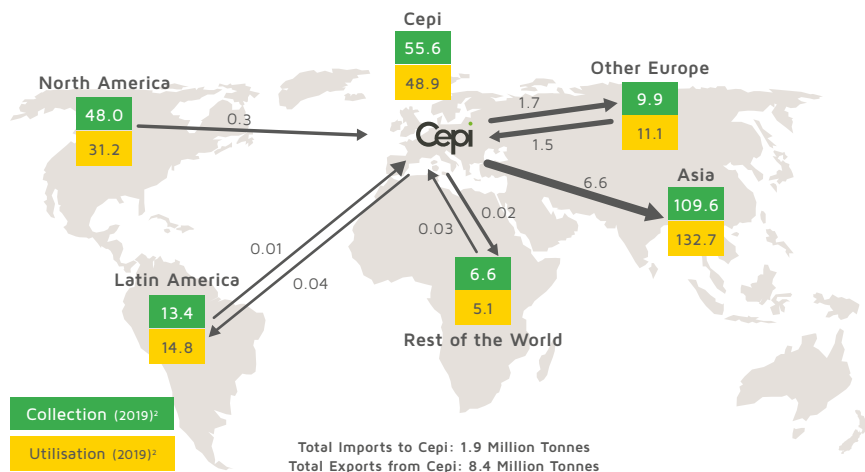 Cepi
55.6
48.9
North America
48.0
31.2
0.3
Other Europe
9.9
11.1
1.7
1.5
Cepi
Asia
109.6
132.7
6.6
0.01
0.04
0.03
0.02
Latin America
13.4
14.8
6.6
5.1
Rest of the World
Collection (2019)²
Utilisation (2019)²
Total Imports to Cepi: 1.9 Million Tonnes
Total Exports from Cepi: 8.4 Million Tonnes